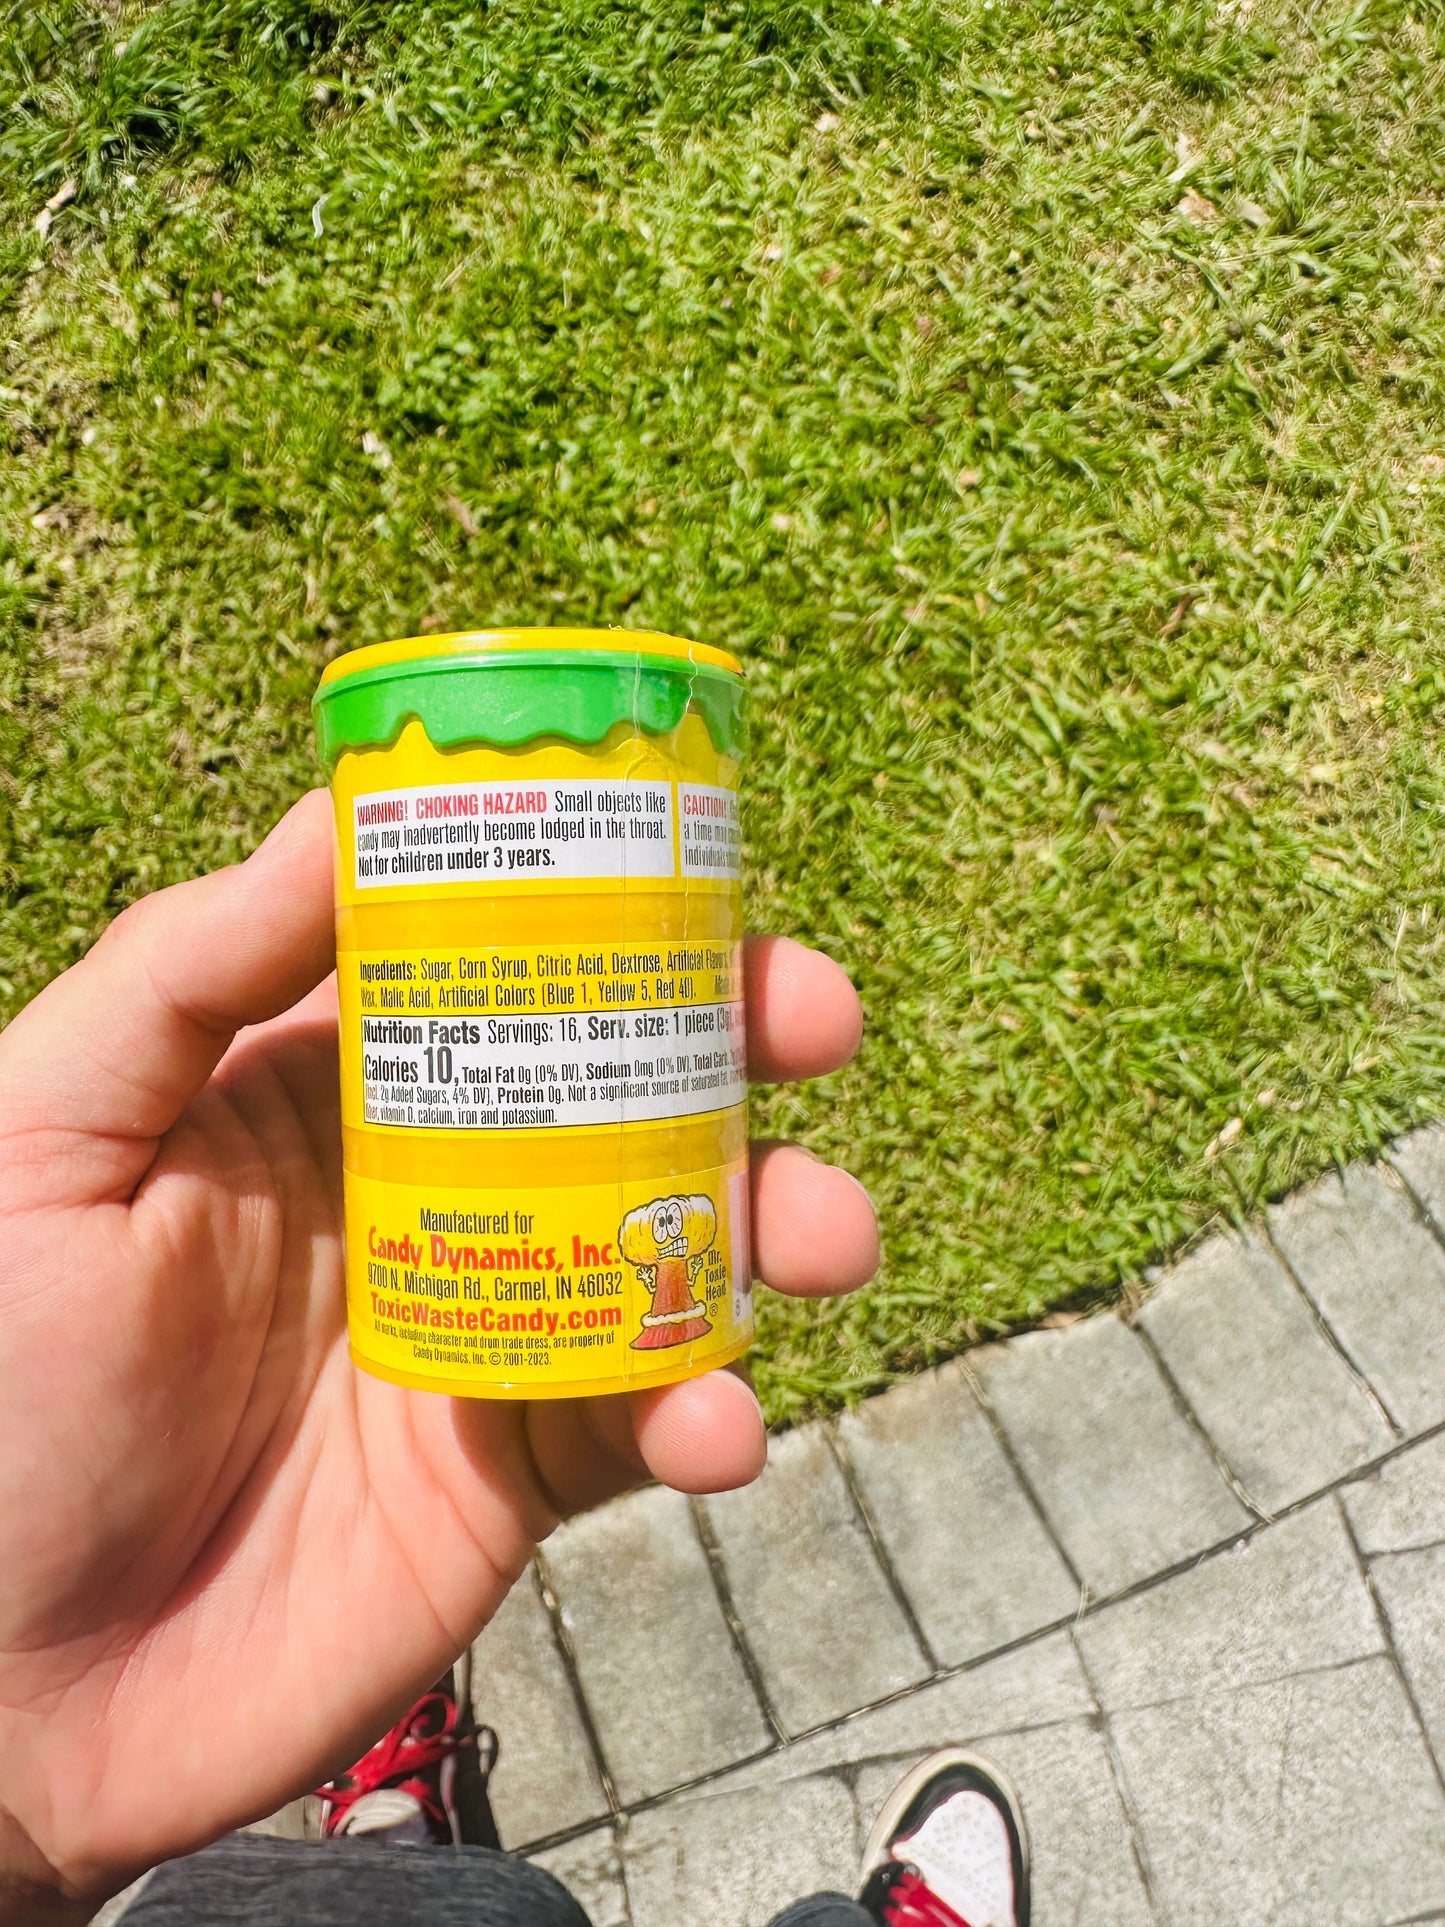 WARNING! CHOKING HAZARD Small objects like
candy may inadvertently become lodged in the throat.
Not for children under 3 years.
CAUTION!
a time may
individuals
Ingredients: Sugar, Corn Syrup, Citric Acid, Dextrose, Artificial Flavors,
Wax, Malic Acid, Artificial Colors (Blue 1, Yellow 5, Red 40).
Nutrition Facts Servings: 16, Serv. size: 1 piece (3g),
Calories 10, Total Fat 0g (0% DV), Sodium 0mg (0% DV), Total Carb.
(incl. 2g Added Sugars, 4% DV), Protein 0g. Not a significant source of saturated fat,
fiber, vitamin D, calcium, iron and potassium.
Manufactured for
Candy Dynamics, Inc.
9700 N. Michigan Rd., Carmel, IN 46032
ToxicWasteCandy.com
All marks, including character and drum trade dress, are property of
Candy Dynamics, Inc. © 2001-2023.
Mr.
Toxie
Head
®
8